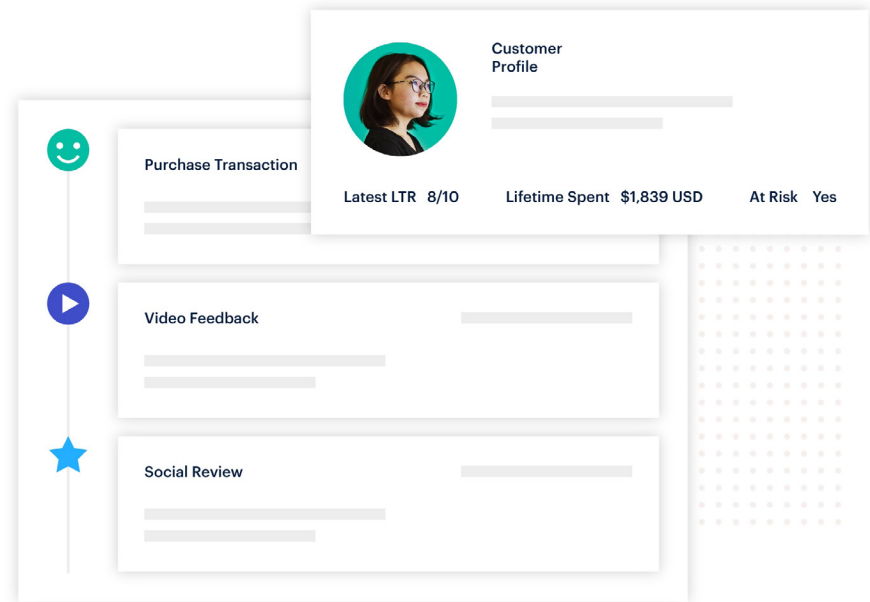 Customer
Profile
Latest LTR 8/10 Lifetime Spent $1,839 USD At Risk Yes
Purchase Transaction
Video Feedback
Social Review